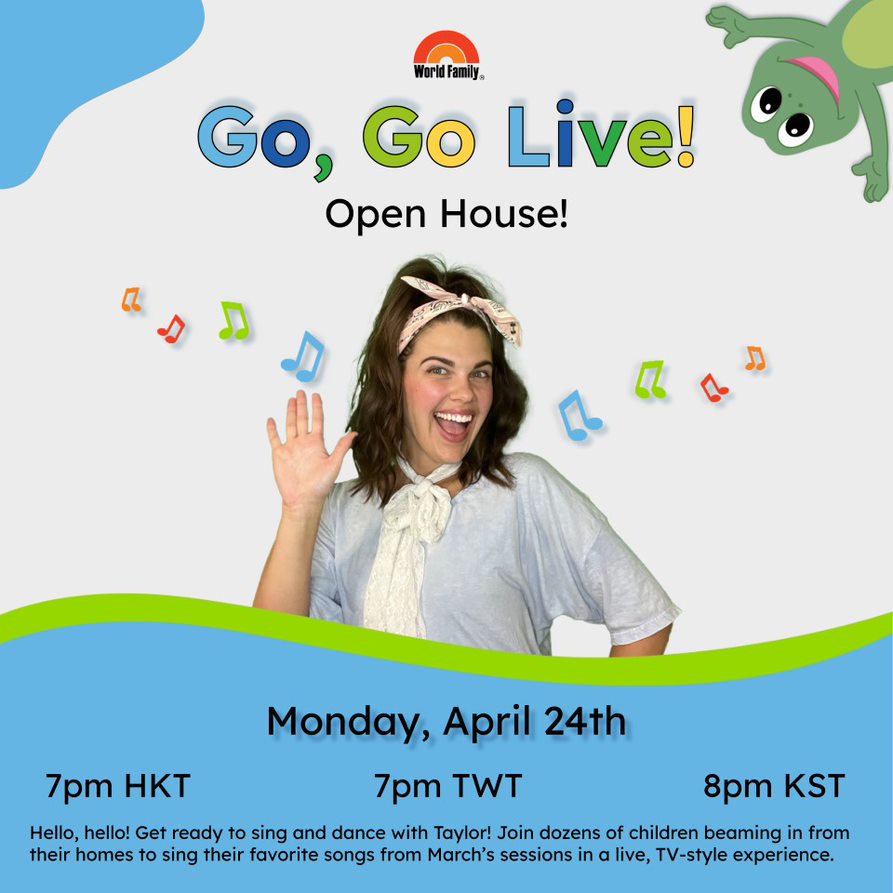 World Family®
Go, Go Live!
Open House!
Monday, April 24th
7pm HKT 7pm TWT 8pm KST
Hello, hello! Get ready to sing and dance with Taylor! Join dozens of children beaming in from
their homes to sing their favorite songs from March’s sessions in a live, TV-style experience.